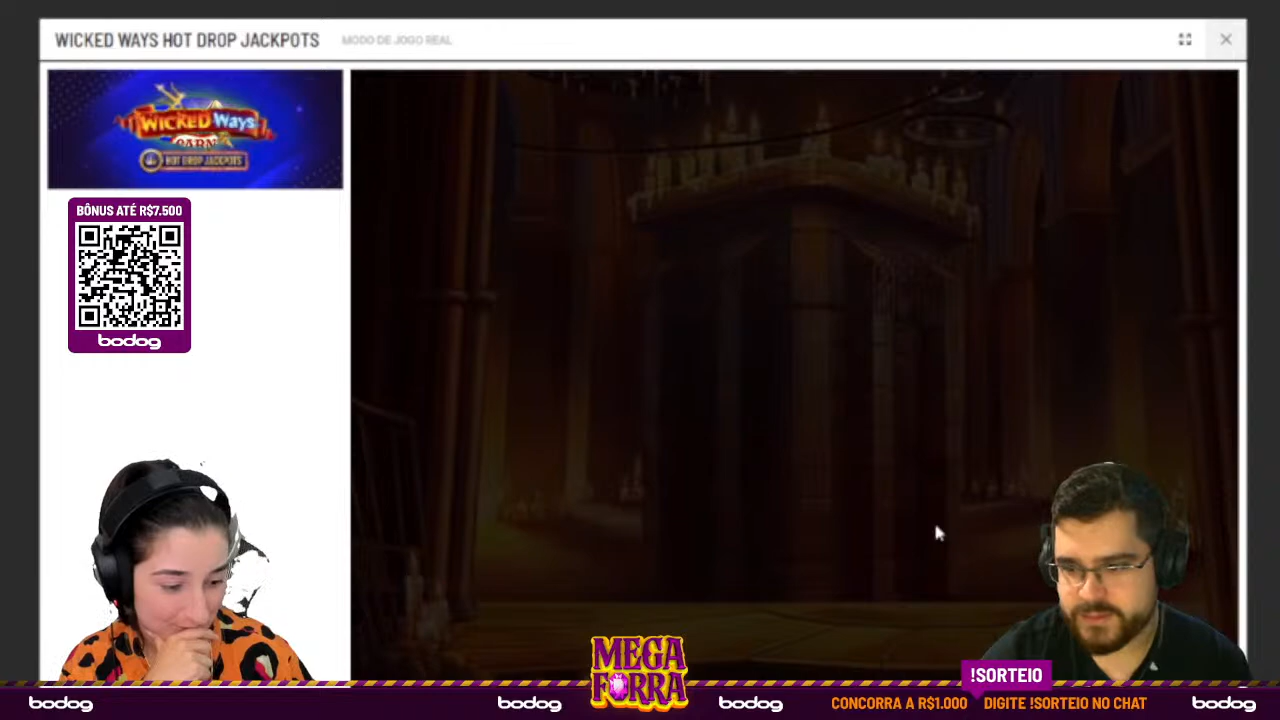 WICKED WAYS HOT DROP JACKPOTS
MODO DE JOGO REAL
WICKED Ways
HOT DROP JACKPOTS
BÔNUS ATÉ R$7.500
bodog
MEGA
FORRA
!SORTEIO
bodog
bodog
bodog
CONCORRA A R$1.000
DIGITE !SORTEIO NO CHAT
bodog